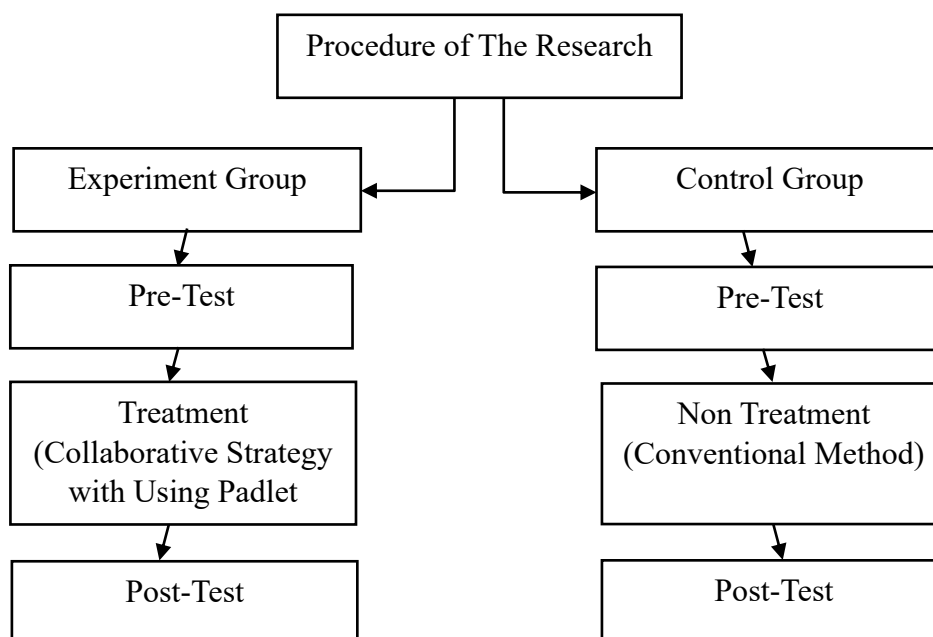 Procedure of The Research
Experiment Group
Control Group
Pre-Test
Pre-Test
Treatment
(Collaborative Strategy
with Using Padlet
Non Treatment
(Conventional Method)
Post-Test
Post-Test